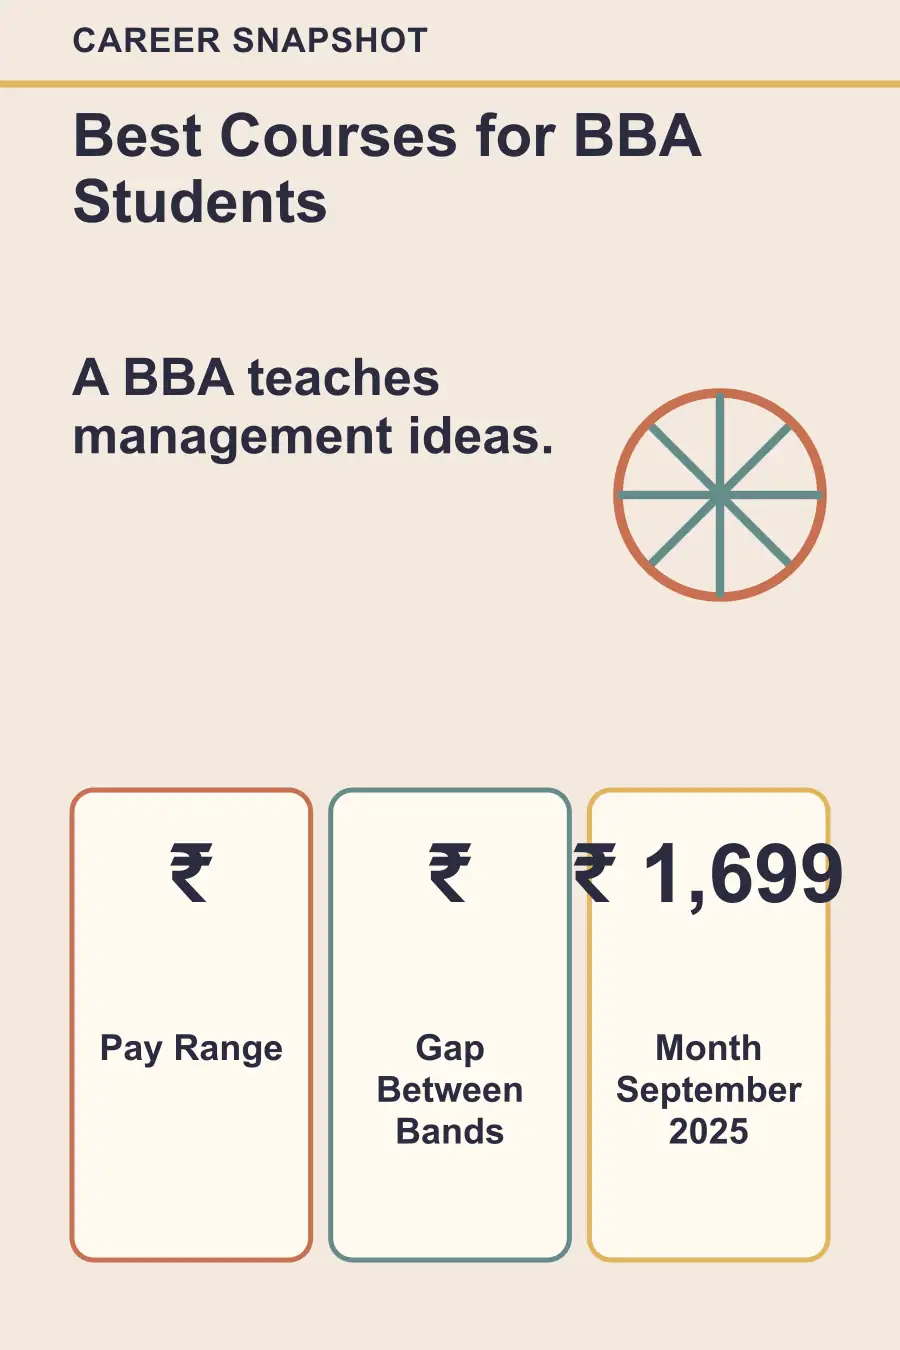 CAREER SNAPSHOT
Best Courses for BBA
Students
A BBA teaches
management ideas.
₹
Pay Range
₹
Gap
Between
Bands
₹ 1,699
Month
September
2025